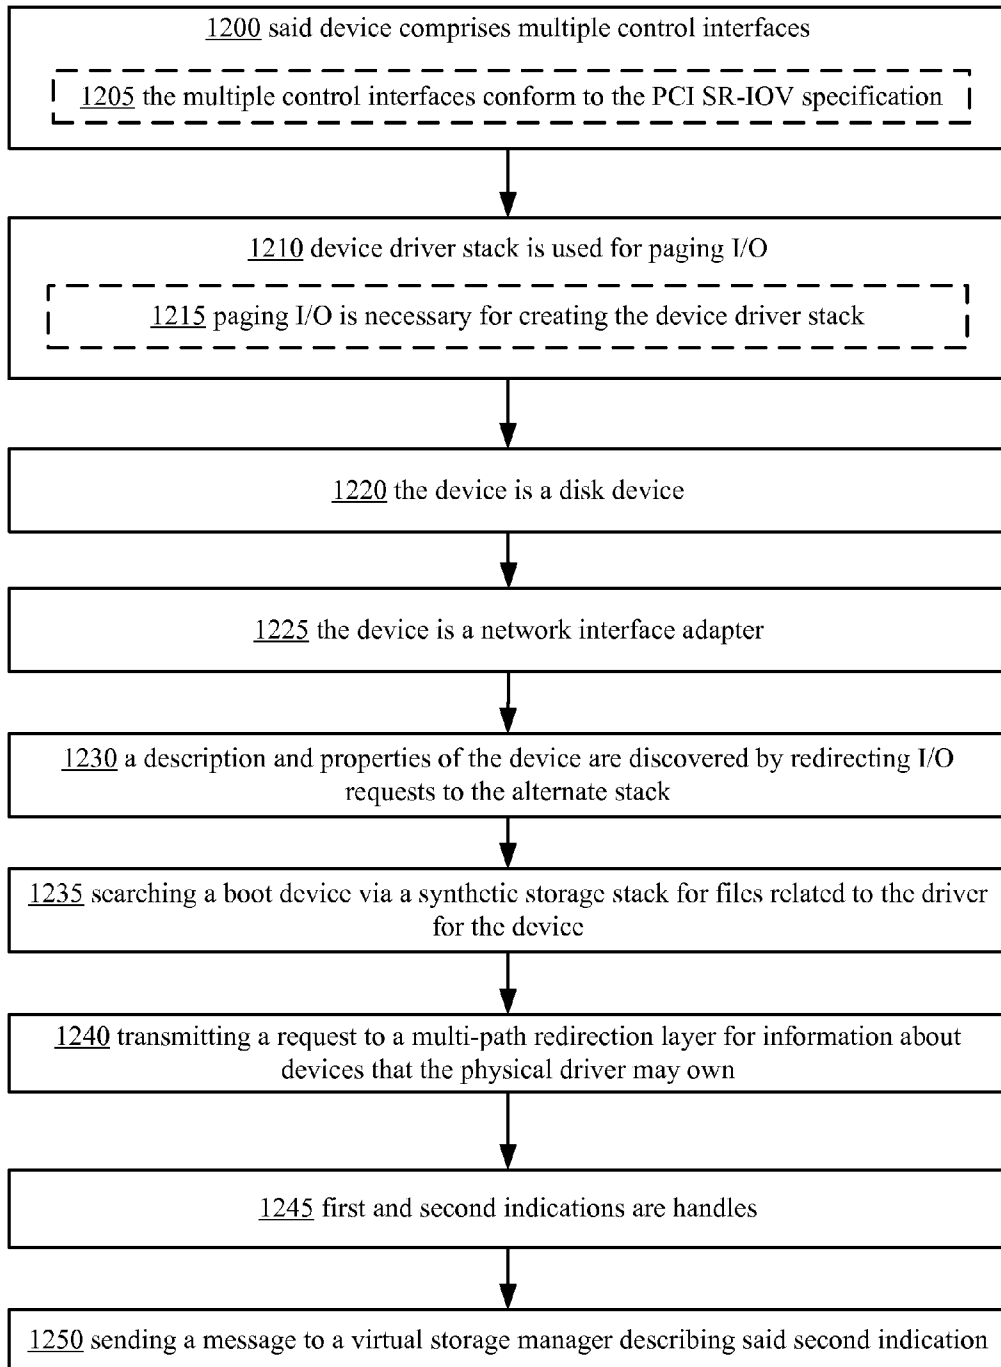 1200 said device comprises multiple control interfaces
1205 the multiple control interfaces conform to the PCI SR-IOV specification
1210 device driver stack is used for paging I/O
1215 paging I/O is necessary for creating the device driver stack
1220 the device is a disk device
1225 the device is a network interface adapter
1230 a description and properties of the device are discovered by redirecting I/O
requests to the alternate stack
1235 searching a boot device via a synthetic storage stack for files related to the driver
for the device
1240 transmitting a request to a multi-path redirection layer for information about
devices that the physical driver may own
1245 first and second indications are handles
1250 sending a message to a virtual storage manager describing said second indication